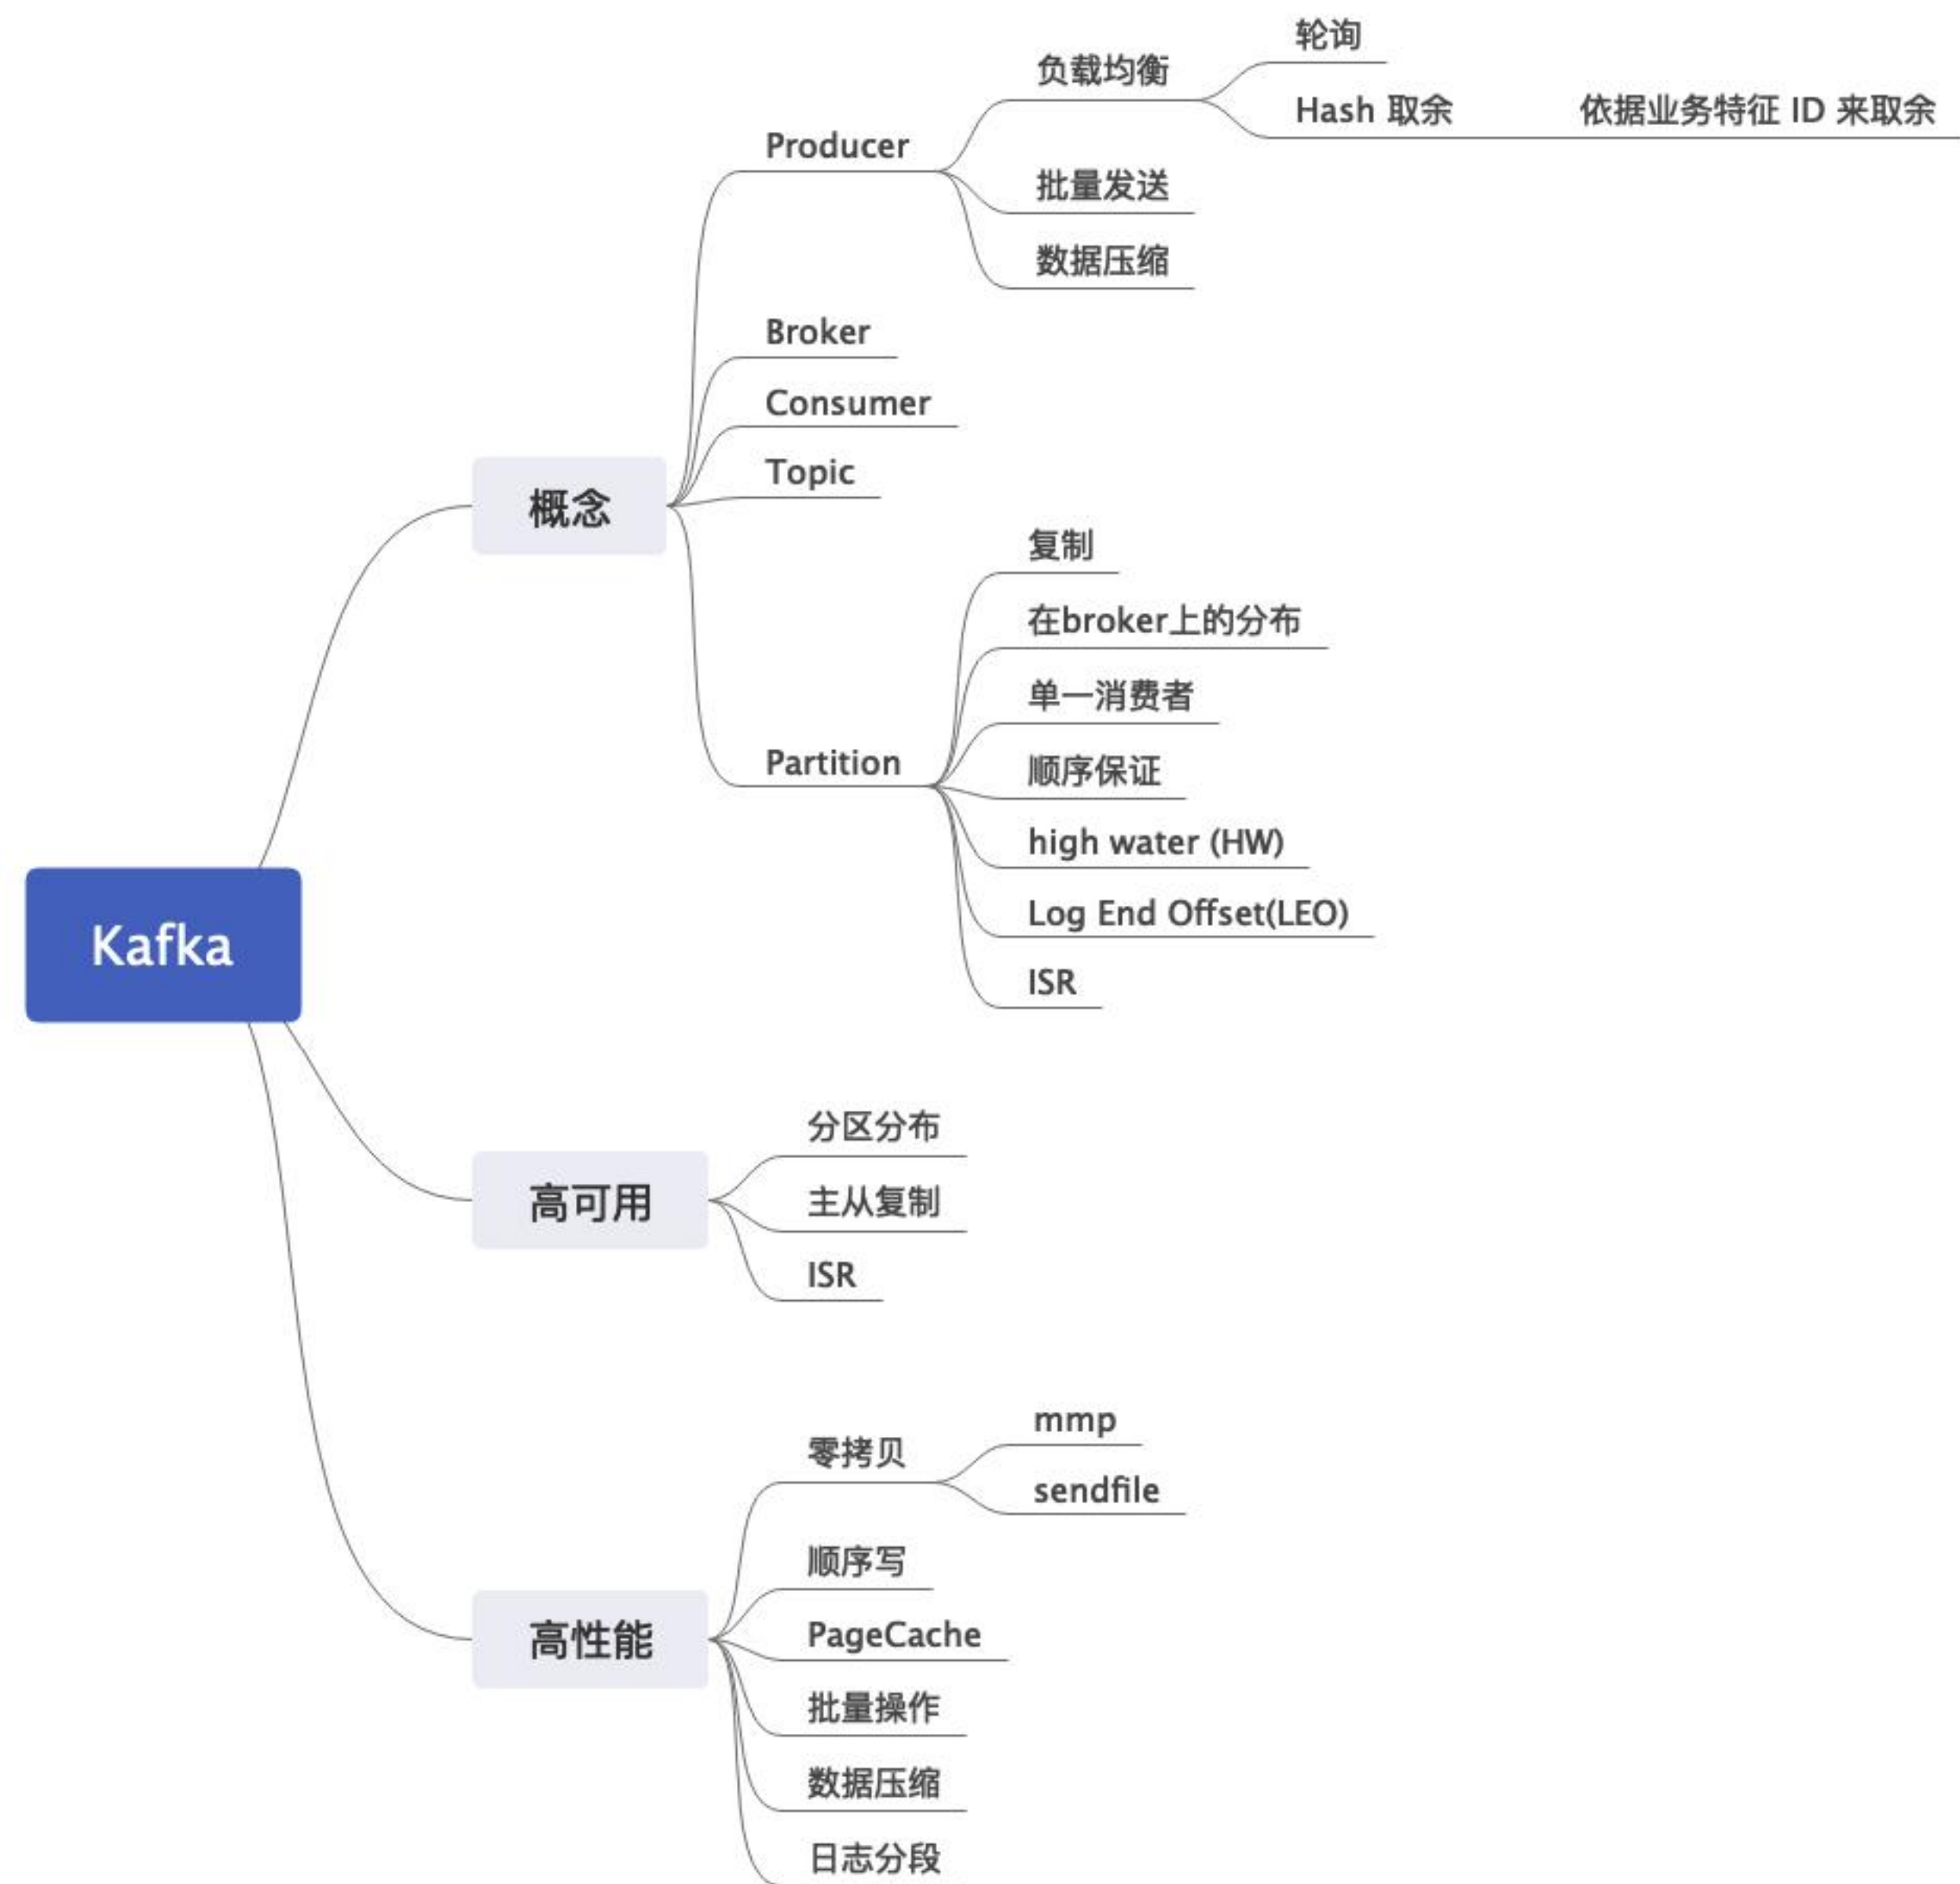 Kafka
概念
Producer
负载均衡
轮询
Hash 取余
依据业务特征 ID 来取余
批量发送
数据压缩
Broker
Consumer
Topic
Partition
复制
在broker上的分布
单一消费者
顺序保证
high water (HW)
Log End Offset(LEO)
ISR
高可用
分区分布
主从复制
ISR
高性能
零拷贝
mmp
sendfile
顺序写
PageCache
批量操作
数据压缩
日志分段